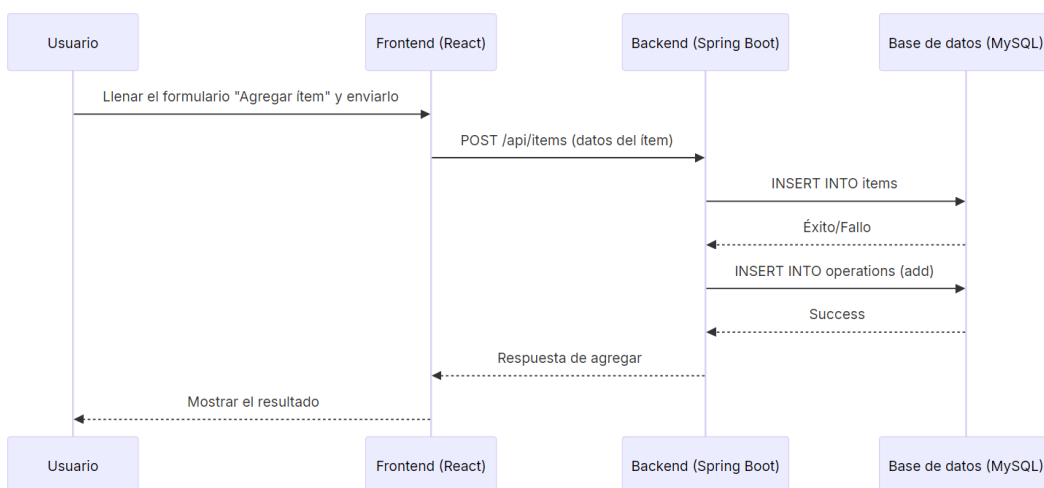 Usuario
Frontend (React)
Backend (Spring Boot)
Base de datos (MySQL)
Llenar el formulario "Agregar ítem" y enviarlo
POST /api/items (datos del ítem)
INSERT INTO items
Éxito/Fallo
INSERT INTO operations (add)
Success
Respuesta de agregar
Mostrar el resultado
Usuario
Frontend (React)
Backend (Spring Boot)
Base de datos (MySQL)